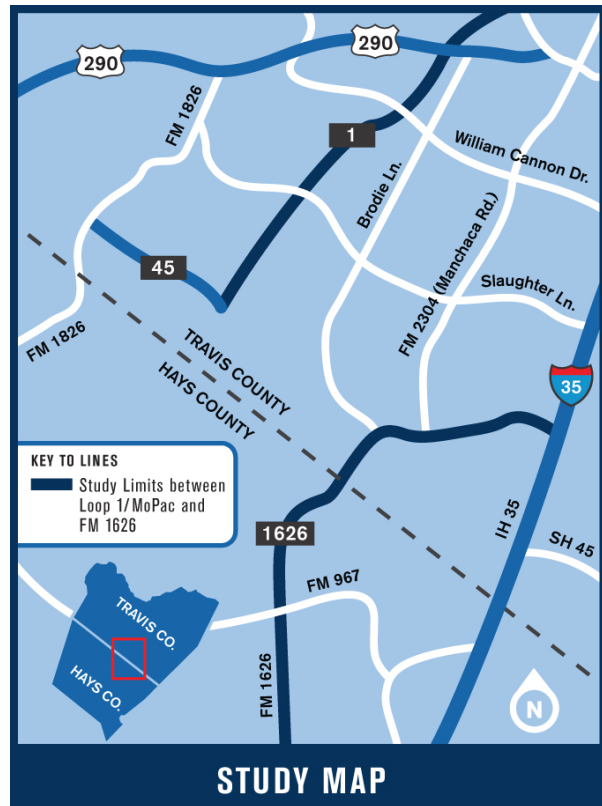 290
290
FM 1826
1
William Cannon Dr.
Brodie Ln.
FM 2304 (Manchaca Rd.)
45
Slaughter Ln.
FM 1826
TRAVIS COUNTY
HAYS COUNTY
35
KEY TO LINES
Study Limits between
Loop 1/MoPac and
FM 1626
1626
IH 35
SH 45
FM 967
TRAVIS CO.
HAYS CO.
FM 1626
N
STUDY MAP